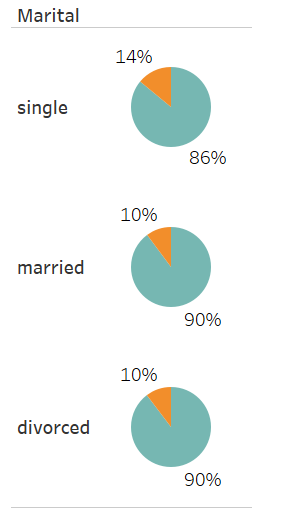 Marital
14%
single
86%
10%
married
90%
10%
divorced
90%